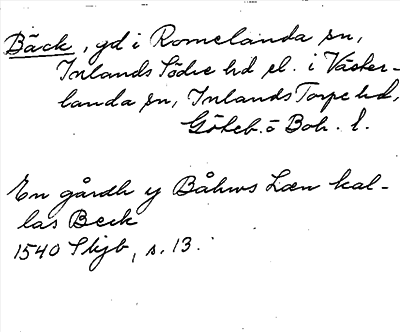 Bäck, gd i Romelanda sn,
Inlands Södre hd el. i Väster-
landa sn, Inlands Torpe hd,
Göteb. o Boh. l.
En gårdh y Båhws Læn kal-
las Beck
1540 Skjb, s. 13.